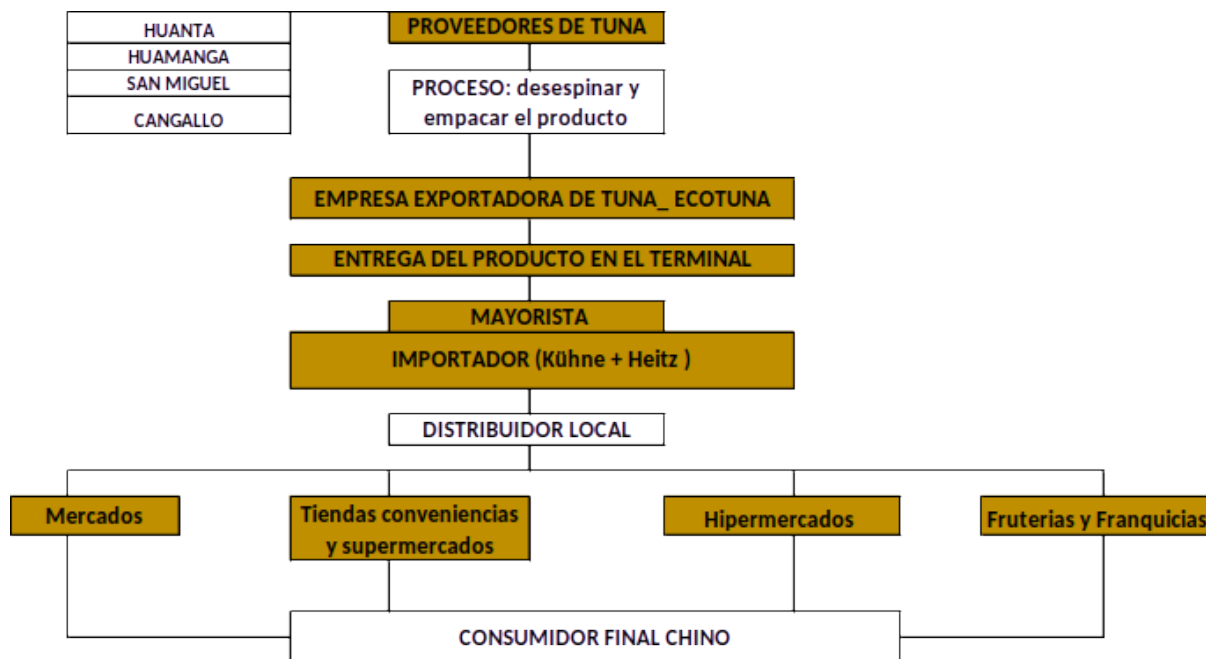 HUANTA
HUAMANGA
SAN MIGUEL
CANGALLO
PROVEEDORES DE TUNA
PROCESO: desespinar y
empacar el producto
EMPRESA EXPORTADORA DE TUNA_ ECOTUNA
ENTREGA DEL PRODUCTO EN EL TERMINAL
MAYORISTA
IMPORTADOR (Kühne + Heitz )
DISTRIBUIDOR LOCAL
Mercados
Tiendas conveniencias
y supermercados
Hipermercados
Fruterias y Franquicias
CONSUMIDOR FINAL CHINO